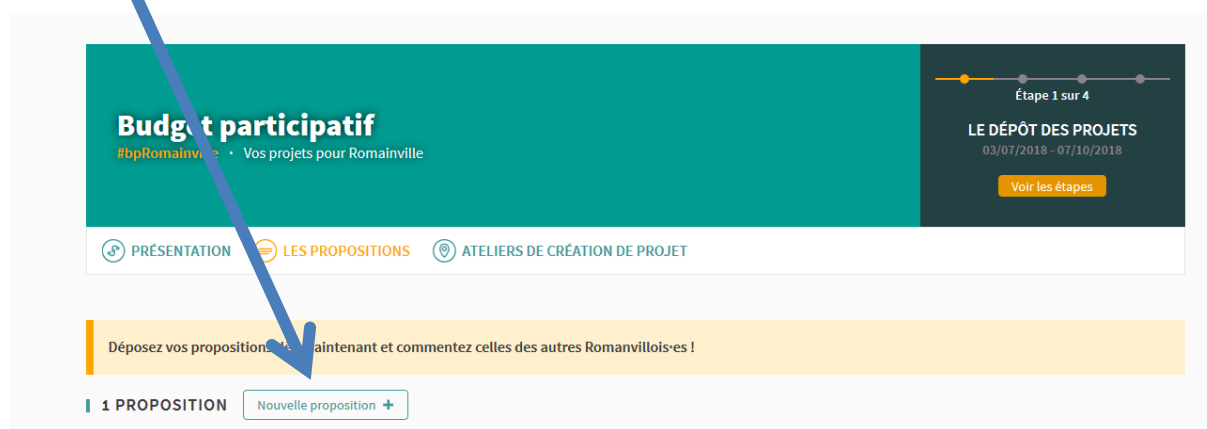 Budget participatif
#bpRomainville • Vos projets pour Romainville
Étape 1 sur 4
LE DÉPÔT DES PROJETS
03/07/2018 - 07/10/2018
Voir les étapes
PRÉSENTATION
LES PROPOSITIONS
ATELIERS DE CRÉATION DE PROJET
Déposez vos propositions dès maintenant et commentez celles des autres Romanvillois·es !
1 PROPOSITION
Nouvelle proposition +